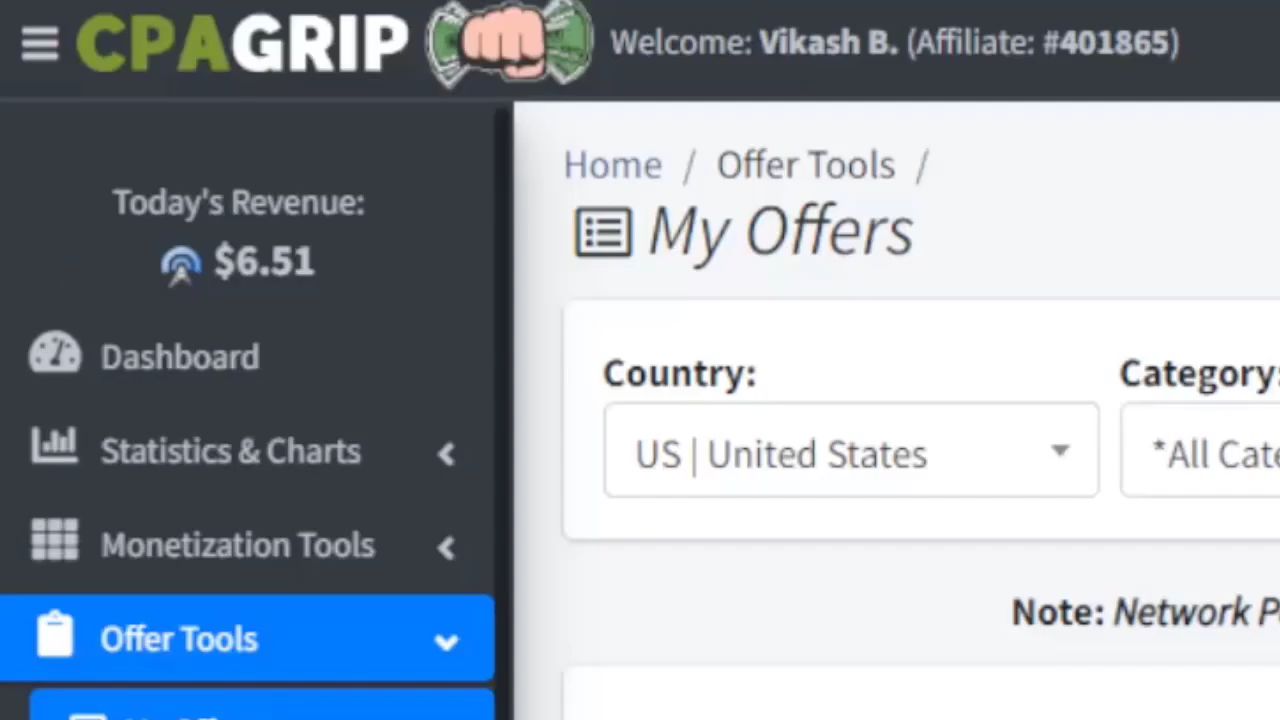 CPAGRIP Welcome: Vikash B. (Affiliate: #401865)
Today's Revenue:
$6.51
Dashboard
Statistics & Charts
Monetization Tools
Offer Tools
Home / Offer Tools /
My Offers
Country:
US | United States
Category:
*All Cate
Note: Network P